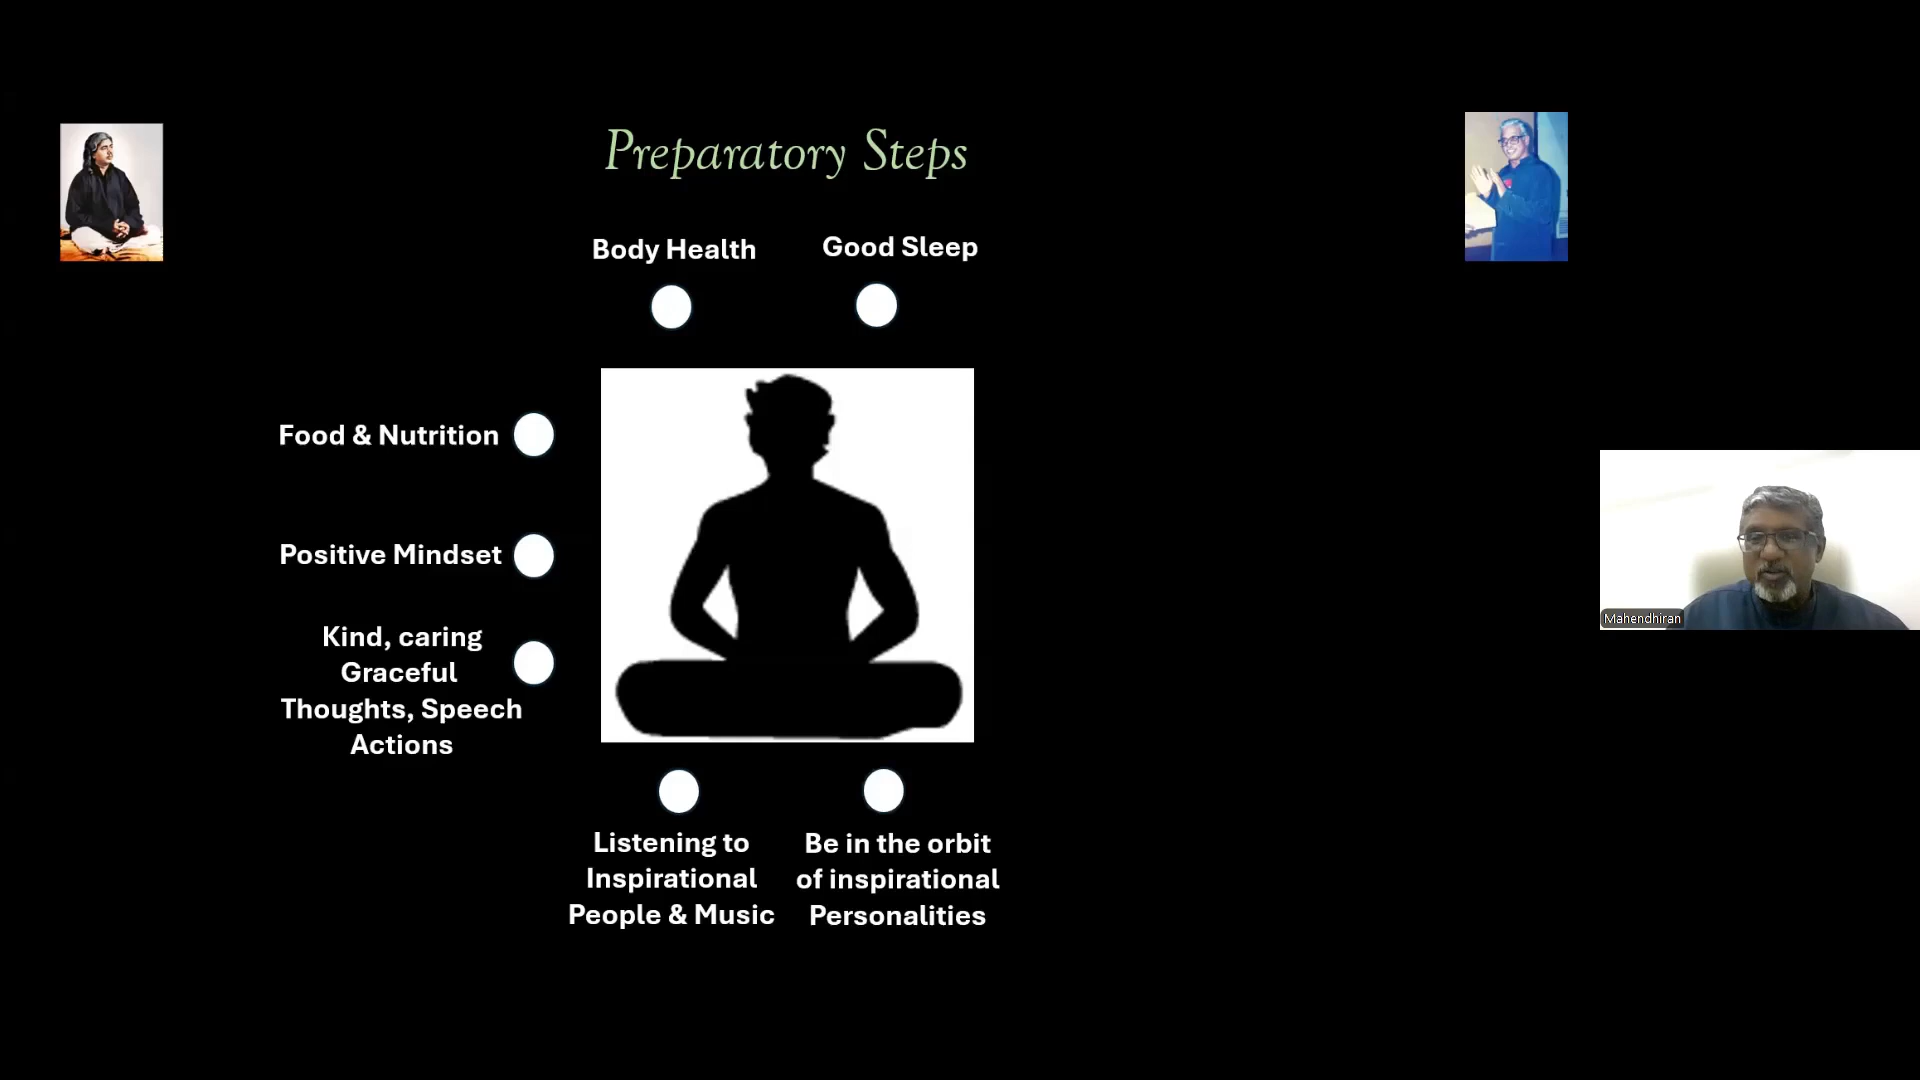 Preparatory Steps
Body Health
Good Sleep
Food & Nutrition
Positive Mindset
Kind, caring
Graceful
Thoughts, Speech
Actions
Listening to
Inspirational
People & Music
Be in the orbit
of inspirational
Personalities
Mahendhiran